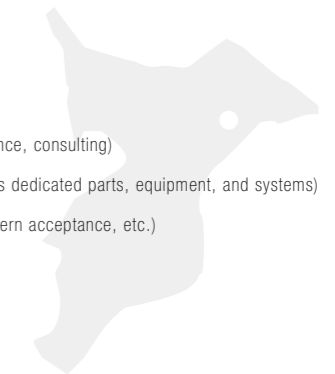 nce, consulting)
s dedicated parts, equipment, and systems)
ern acceptance, etc.)